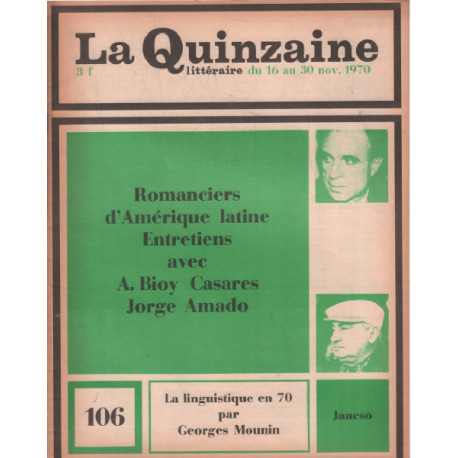 La Quinzaine
3 f littéraire du 16 au 30 nov. 1970
Romanciers
d'Amérique latine
Entretiens
avec
A. Bioy Casares
Jorge Amado
106
La linguistique en 70
par
Georges Mounin
Jancso